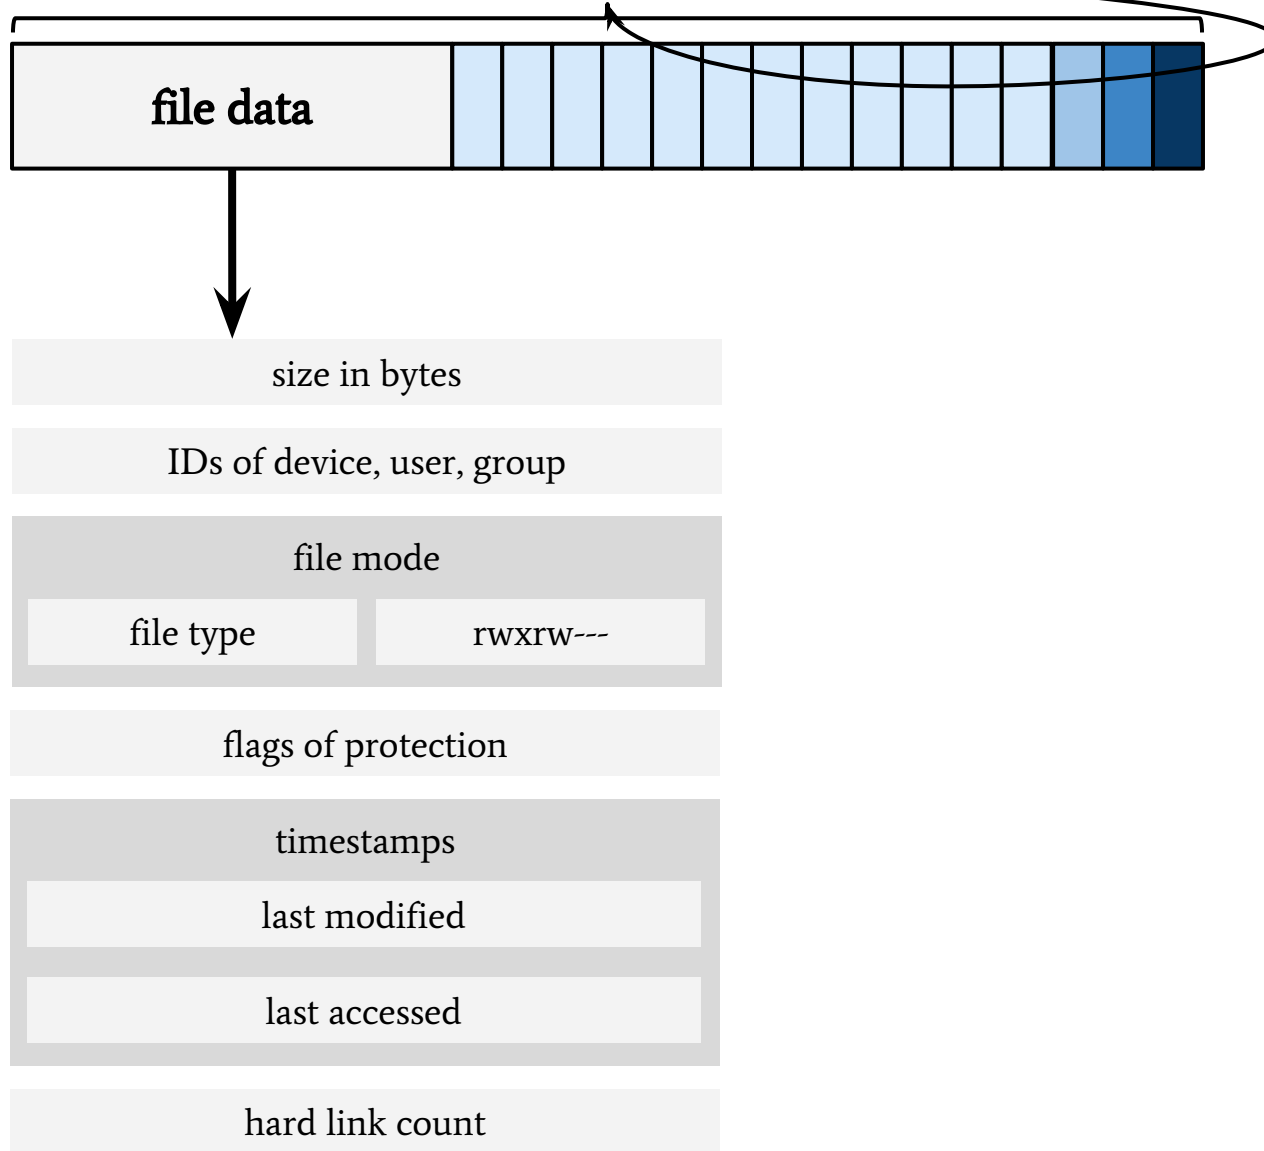 file data
size in bytes
IDs of device, user, group
file mode
file type
rwxrw---
flags of protection
timestamps
last modified
last accessed
hard link count